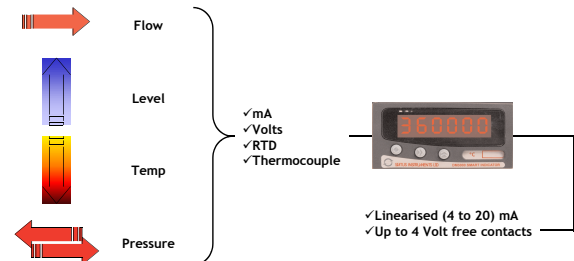 Flow
Level
Temp
Pressure
✓mA
✓Volts
✓RTD
✓Thermocouple
360000
°C
✓Linearised (4 to 20) mA
✓Up to 4 Volt free contacts